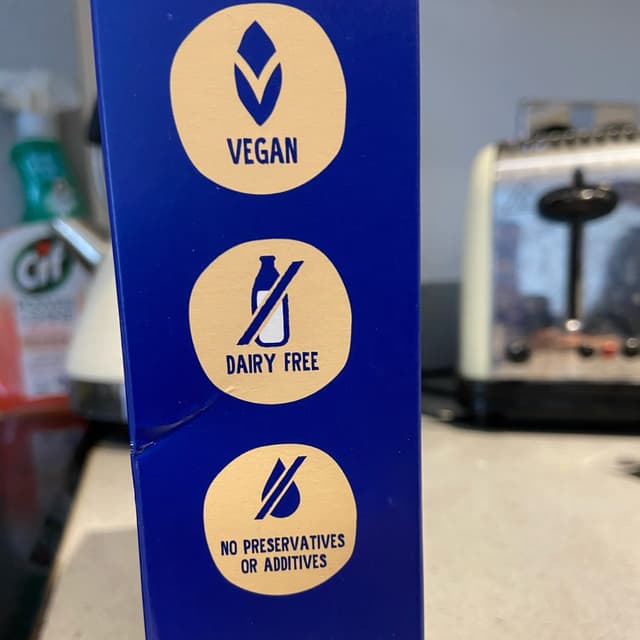 VEGAN
DAIRY FREE
NO PRESERVATIVES
OR ADDITIVES
Cif